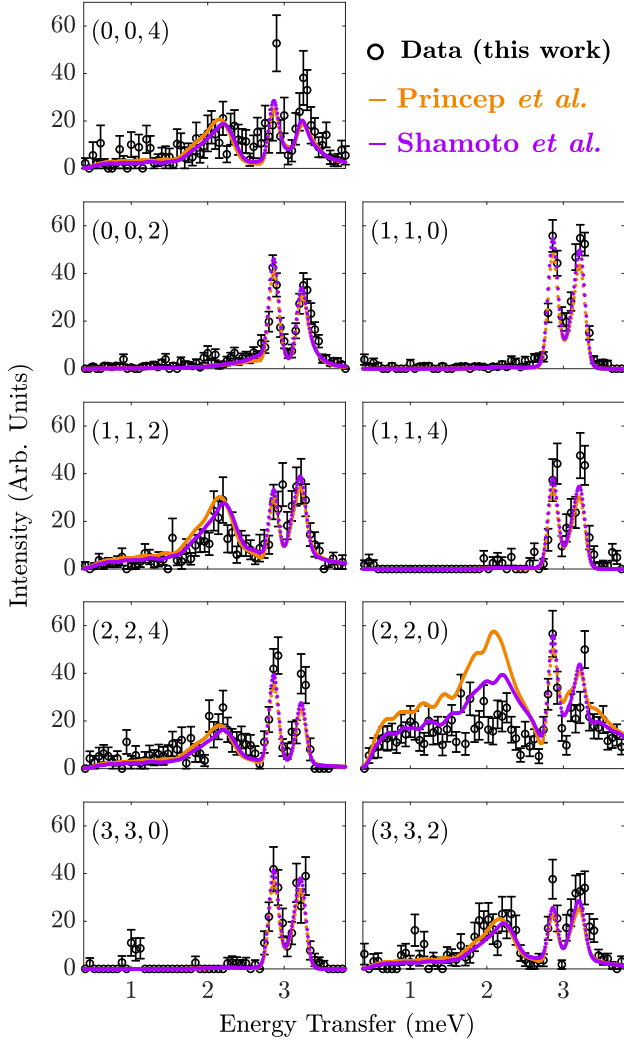 (0, 0, 4)
60
40
20
0
Data (this work)
Princep et al.
Shamoto et al.
(0, 0, 2)
60
40
20
0
(1, 1, 0)
(1, 1, 2)
60
40
20
0
(1, 1, 4)
(2, 2, 4)
60
40
20
0
(2, 2, 0)
(3, 3, 0)
60
40
20
0
(3, 3, 2)
1 2 3 1 2 3
Intensity (Arb. Units)
Energy Transfer (meV)